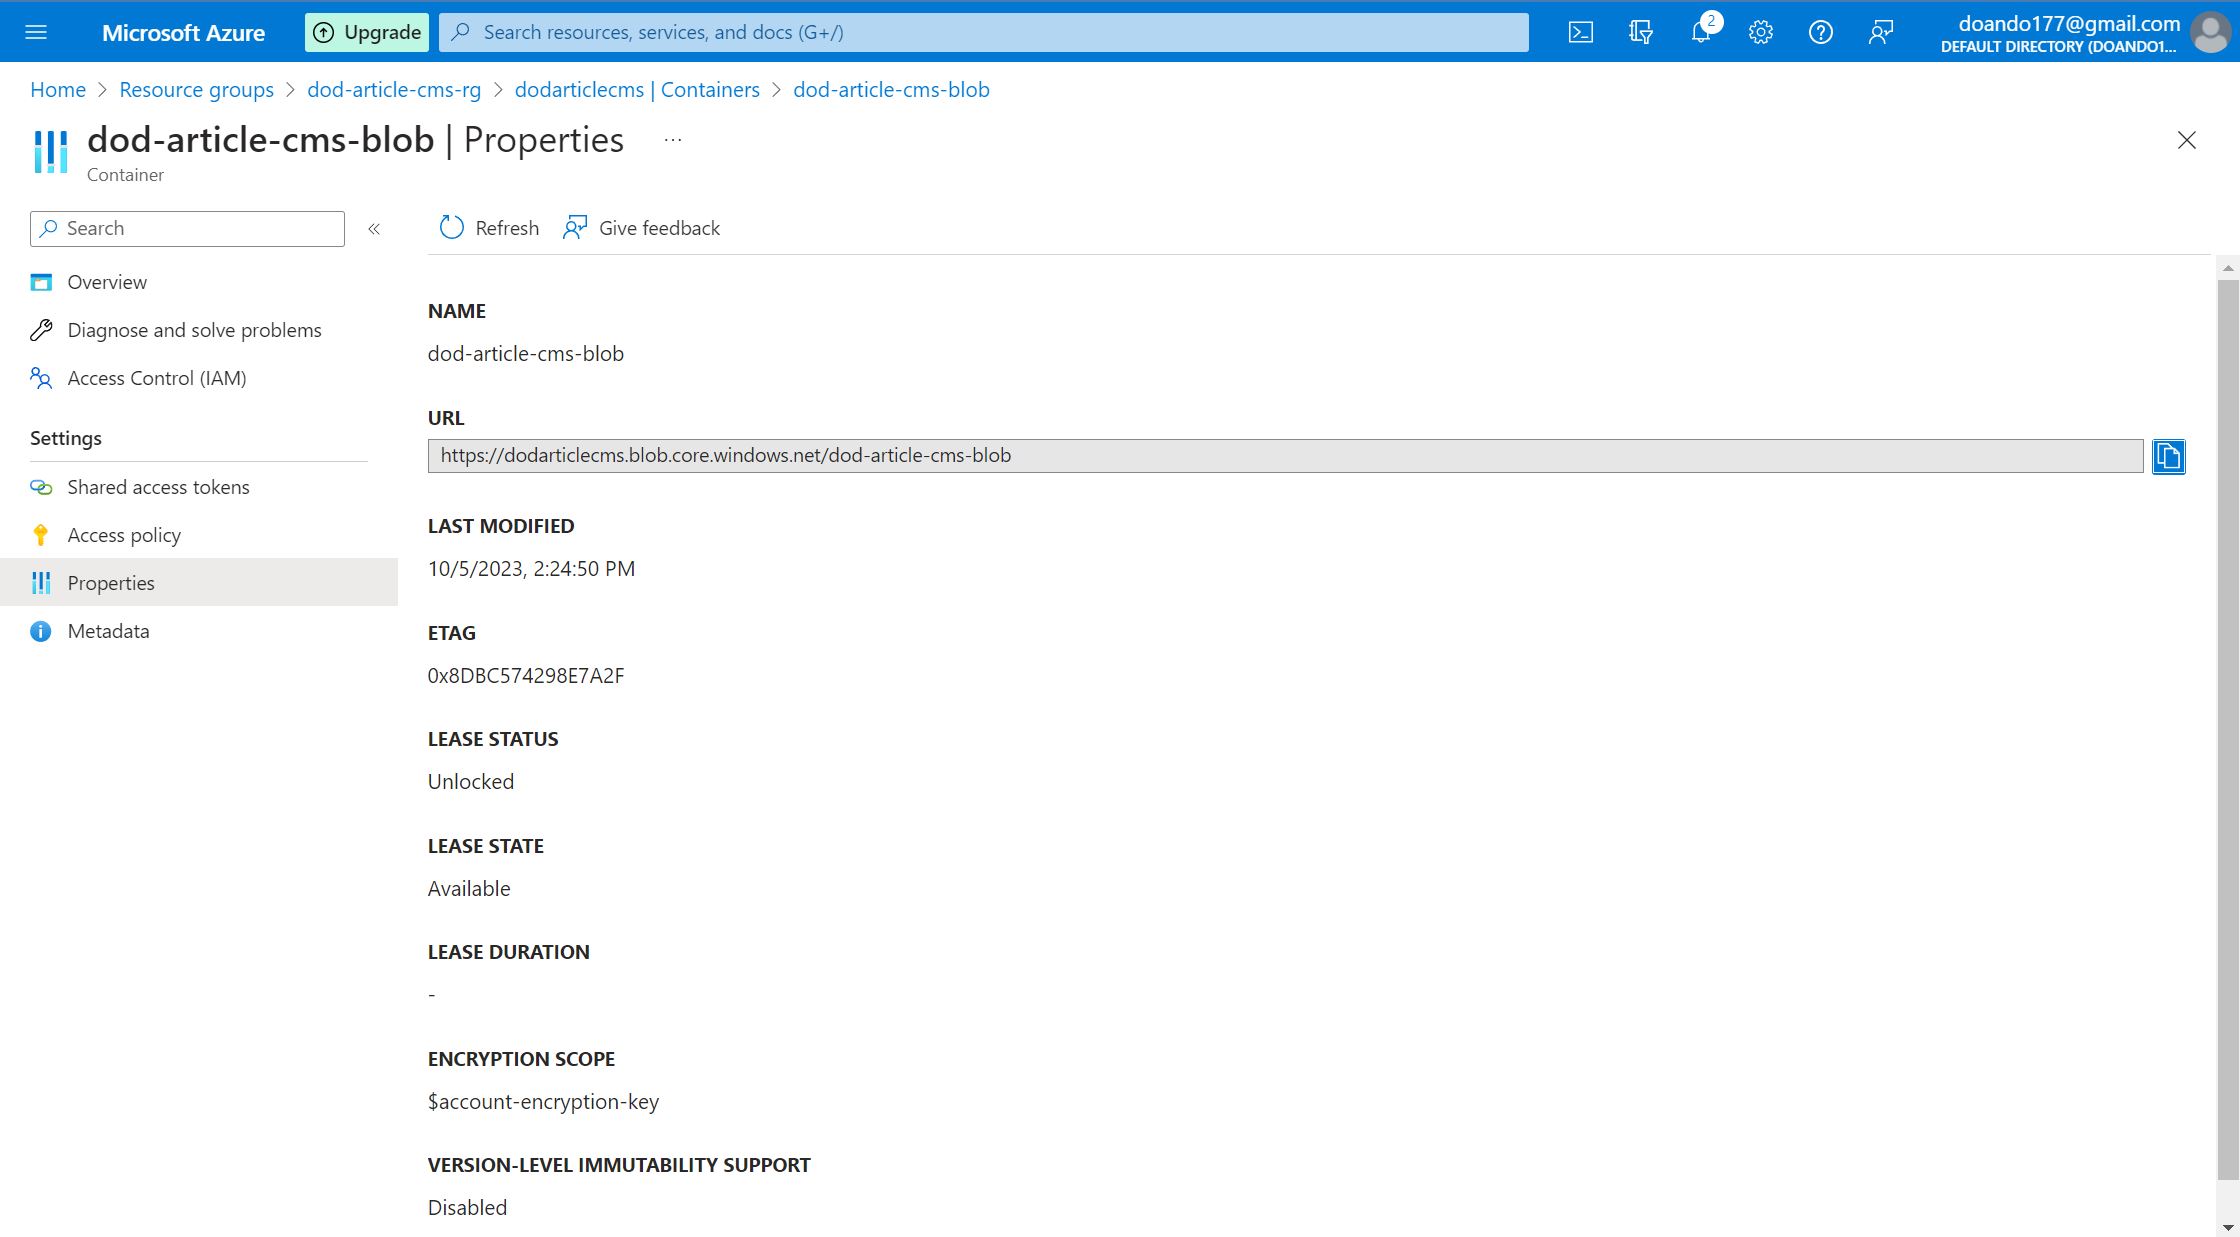 Microsoft Azure
Upgrade
Search resources, services, and docs (G+/)
2
doando177@gmail.com
DEFAULT DIRECTORY (DOANDO1...
Home > Resource groups > dod-article-cms-rg > dodarticlecms | Containers > dod-article-cms-blob
dod-article-cms-blob | Properties ...
Container
Search
«
Refresh
Give feedback
Overview
Diagnose and solve problems
Access Control (IAM)
Settings
Shared access tokens
Access policy
Properties
Metadata
NAME
dod-article-cms-blob
URL
https://dodarticlecms.blob.core.windows.net/dod-article-cms-blob
LAST MODIFIED
10/5/2023, 2:24:50 PM
ETAG
0x8DBC574298E7A2F
LEASE STATUS
Unlocked
LEASE STATE
Available
LEASE DURATION
-
ENCRYPTION SCOPE
$account-encryption-key
VERSION-LEVEL IMMUTABILITY SUPPORT
Disabled